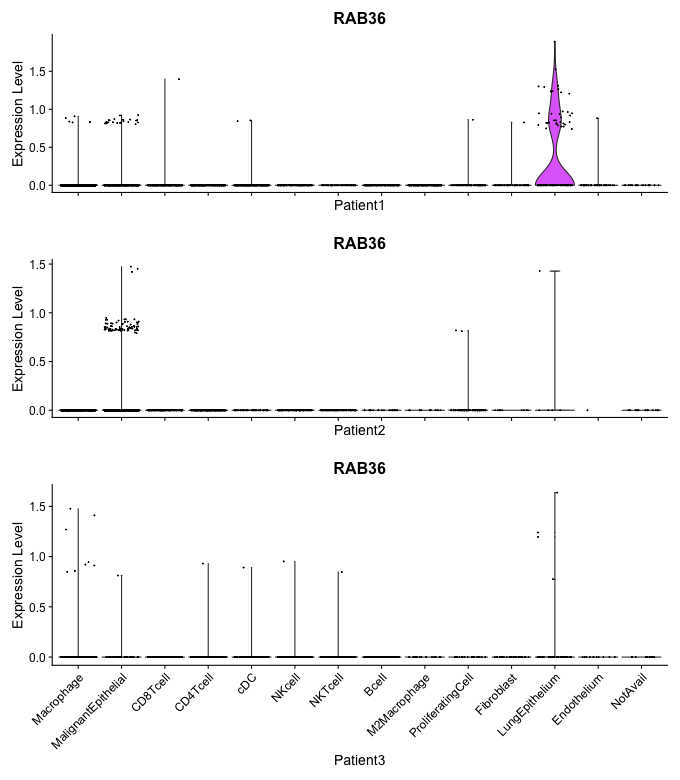 RAB36
Expression Level
1.5
1.0
0.5
0.0
Patient1
RAB36
Expression Level
1.5
1.0
0.5
0.0
Patient2
RAB36
Expression Level
1.5
1.0
0.5
0.0
Macrophage
MalignantEpithelial
CD8Tcell
CD4Tcell
cDC
NKcell
NKTcell
Bcell
M2Macrophage
ProliferatingCell
Fibroblast
LungEpithelium
Endothelium
NotAvail
Patient3